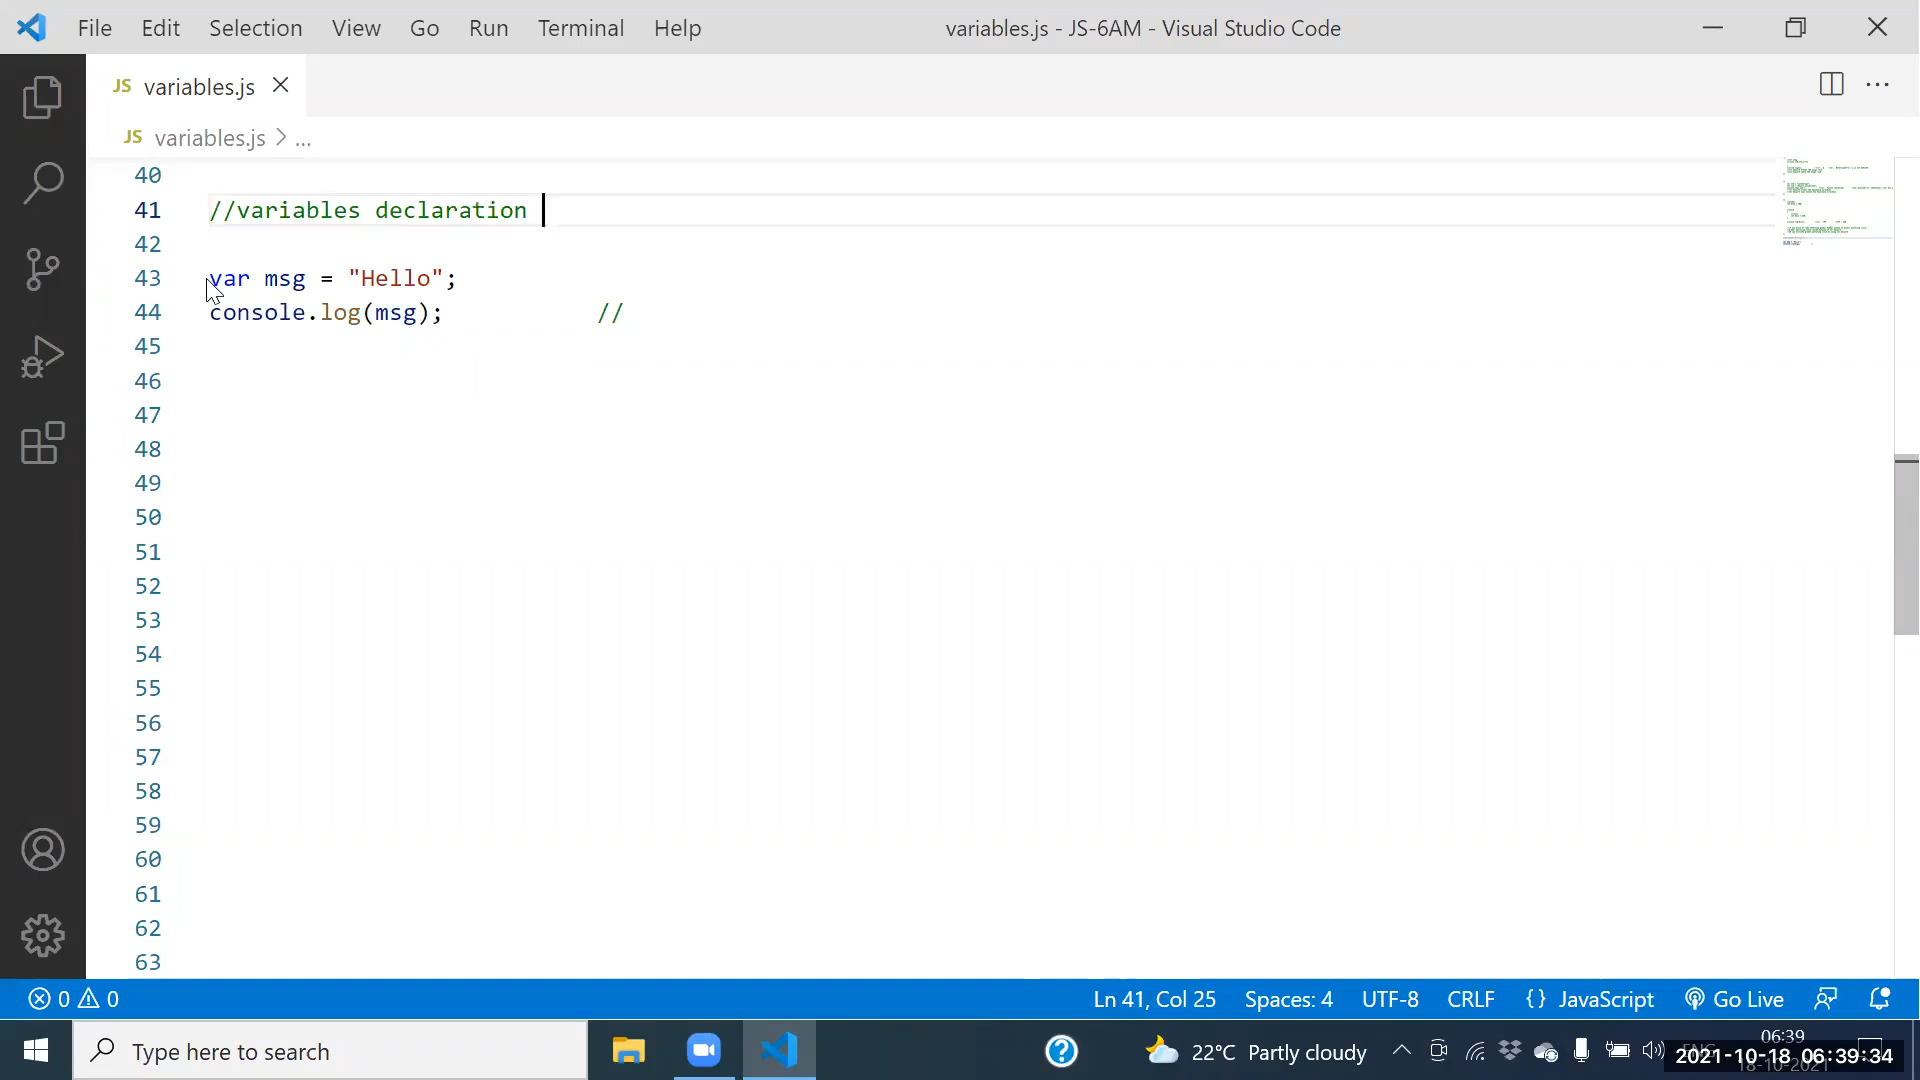 File Edit Selection View Go Run Terminal Help variables.js - JS-6AM - Visual Studio Code
JS variables.js
JS variables.js > ...
40
41 //variables declaration
42
43 var msg = "Hello";
44 console.log(msg); //
45
46
47
48
49
50
51
52
53
54
55
56
57
58
59
60
61
62
63
0 0 Ln 41, Col 25 Spaces: 4 UTF-8 CRLF {} JavaScript Go Live
Type here to search 22°C Partly cloudy 06:39
2021-10-18 06:39:34